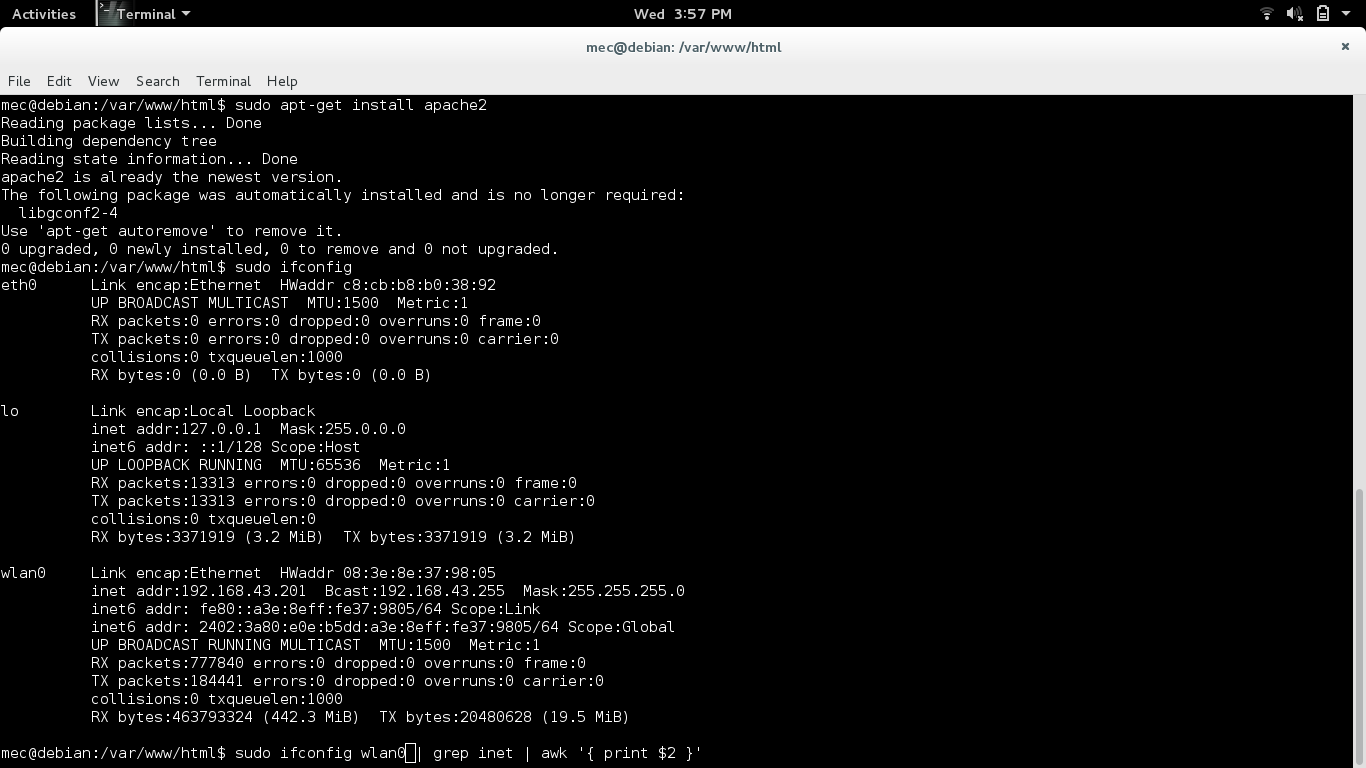 Activities
Terminal
Wed 3:57 PM
mec@debian: /var/www/html
×
File Edit View Search Terminal Help
mec@debian:/var/www/html$ sudo apt-get install apache2
Reading package lists... Done
Building dependency tree
Reading state information... Done
apache2 is already the newest version.
The following package was automatically installed and is no longer required:
  libgconf2-4
Use 'apt-get autoremove' to remove it.
0 upgraded, 0 newly installed, 0 to remove and 0 not upgraded.
mec@debian:/var/www/html$ sudo ifconfig
eth0      Link encap:Ethernet  HWaddr c8:cb:b8:b0:38:92
          UP BROADCAST MULTICAST  MTU:1500  Metric:1
          RX packets:0 errors:0 dropped:0 overruns:0 frame:0
          TX packets:0 errors:0 dropped:0 overruns:0 carrier:0
          collisions:0 txqueuelen:1000
          RX bytes:0 (0.0 B)  TX bytes:0 (0.0 B)
lo        Link encap:Local Loopback
          inet addr:127.0.0.1  Mask:255.0.0.0
          inet6 addr: ::1/128 Scope:Host
          UP LOOPBACK RUNNING  MTU:65536  Metric:1
          RX packets:13313 errors:0 dropped:0 overruns:0 frame:0
          TX packets:13313 errors:0 dropped:0 overruns:0 carrier:0
          collisions:0 txqueuelen:0
          RX bytes:3371919 (3.2 MiB)  TX bytes:3371919 (3.2 MiB)
wlan0     Link encap:Ethernet  HWaddr 08:3e:8e:37:98:05
          inet addr:192.168.43.201  Bcast:192.168.43.255  Mask:255.255.255.0
          inet6 addr: fe80::a3e:8eff:fe37:9805/64 Scope:Link
          inet6 addr: 2402:3a80:e0e:b5dd:a3e:8eff:fe37:9805/64 Scope:Global
          UP BROADCAST RUNNING MULTICAST  MTU:1500  Metric:1
          RX packets:777840 errors:0 dropped:0 overruns:0 frame:0
          TX packets:184441 errors:0 dropped:0 overruns:0 carrier:0
          collisions:0 txqueuelen:1000
          RX bytes:463793324 (442.3 MiB)  TX bytes:20480628 (19.5 MiB)
mec@debian:/var/www/html$ sudo ifconfig wlan0 | grep inet | awk '{ print $2 }'